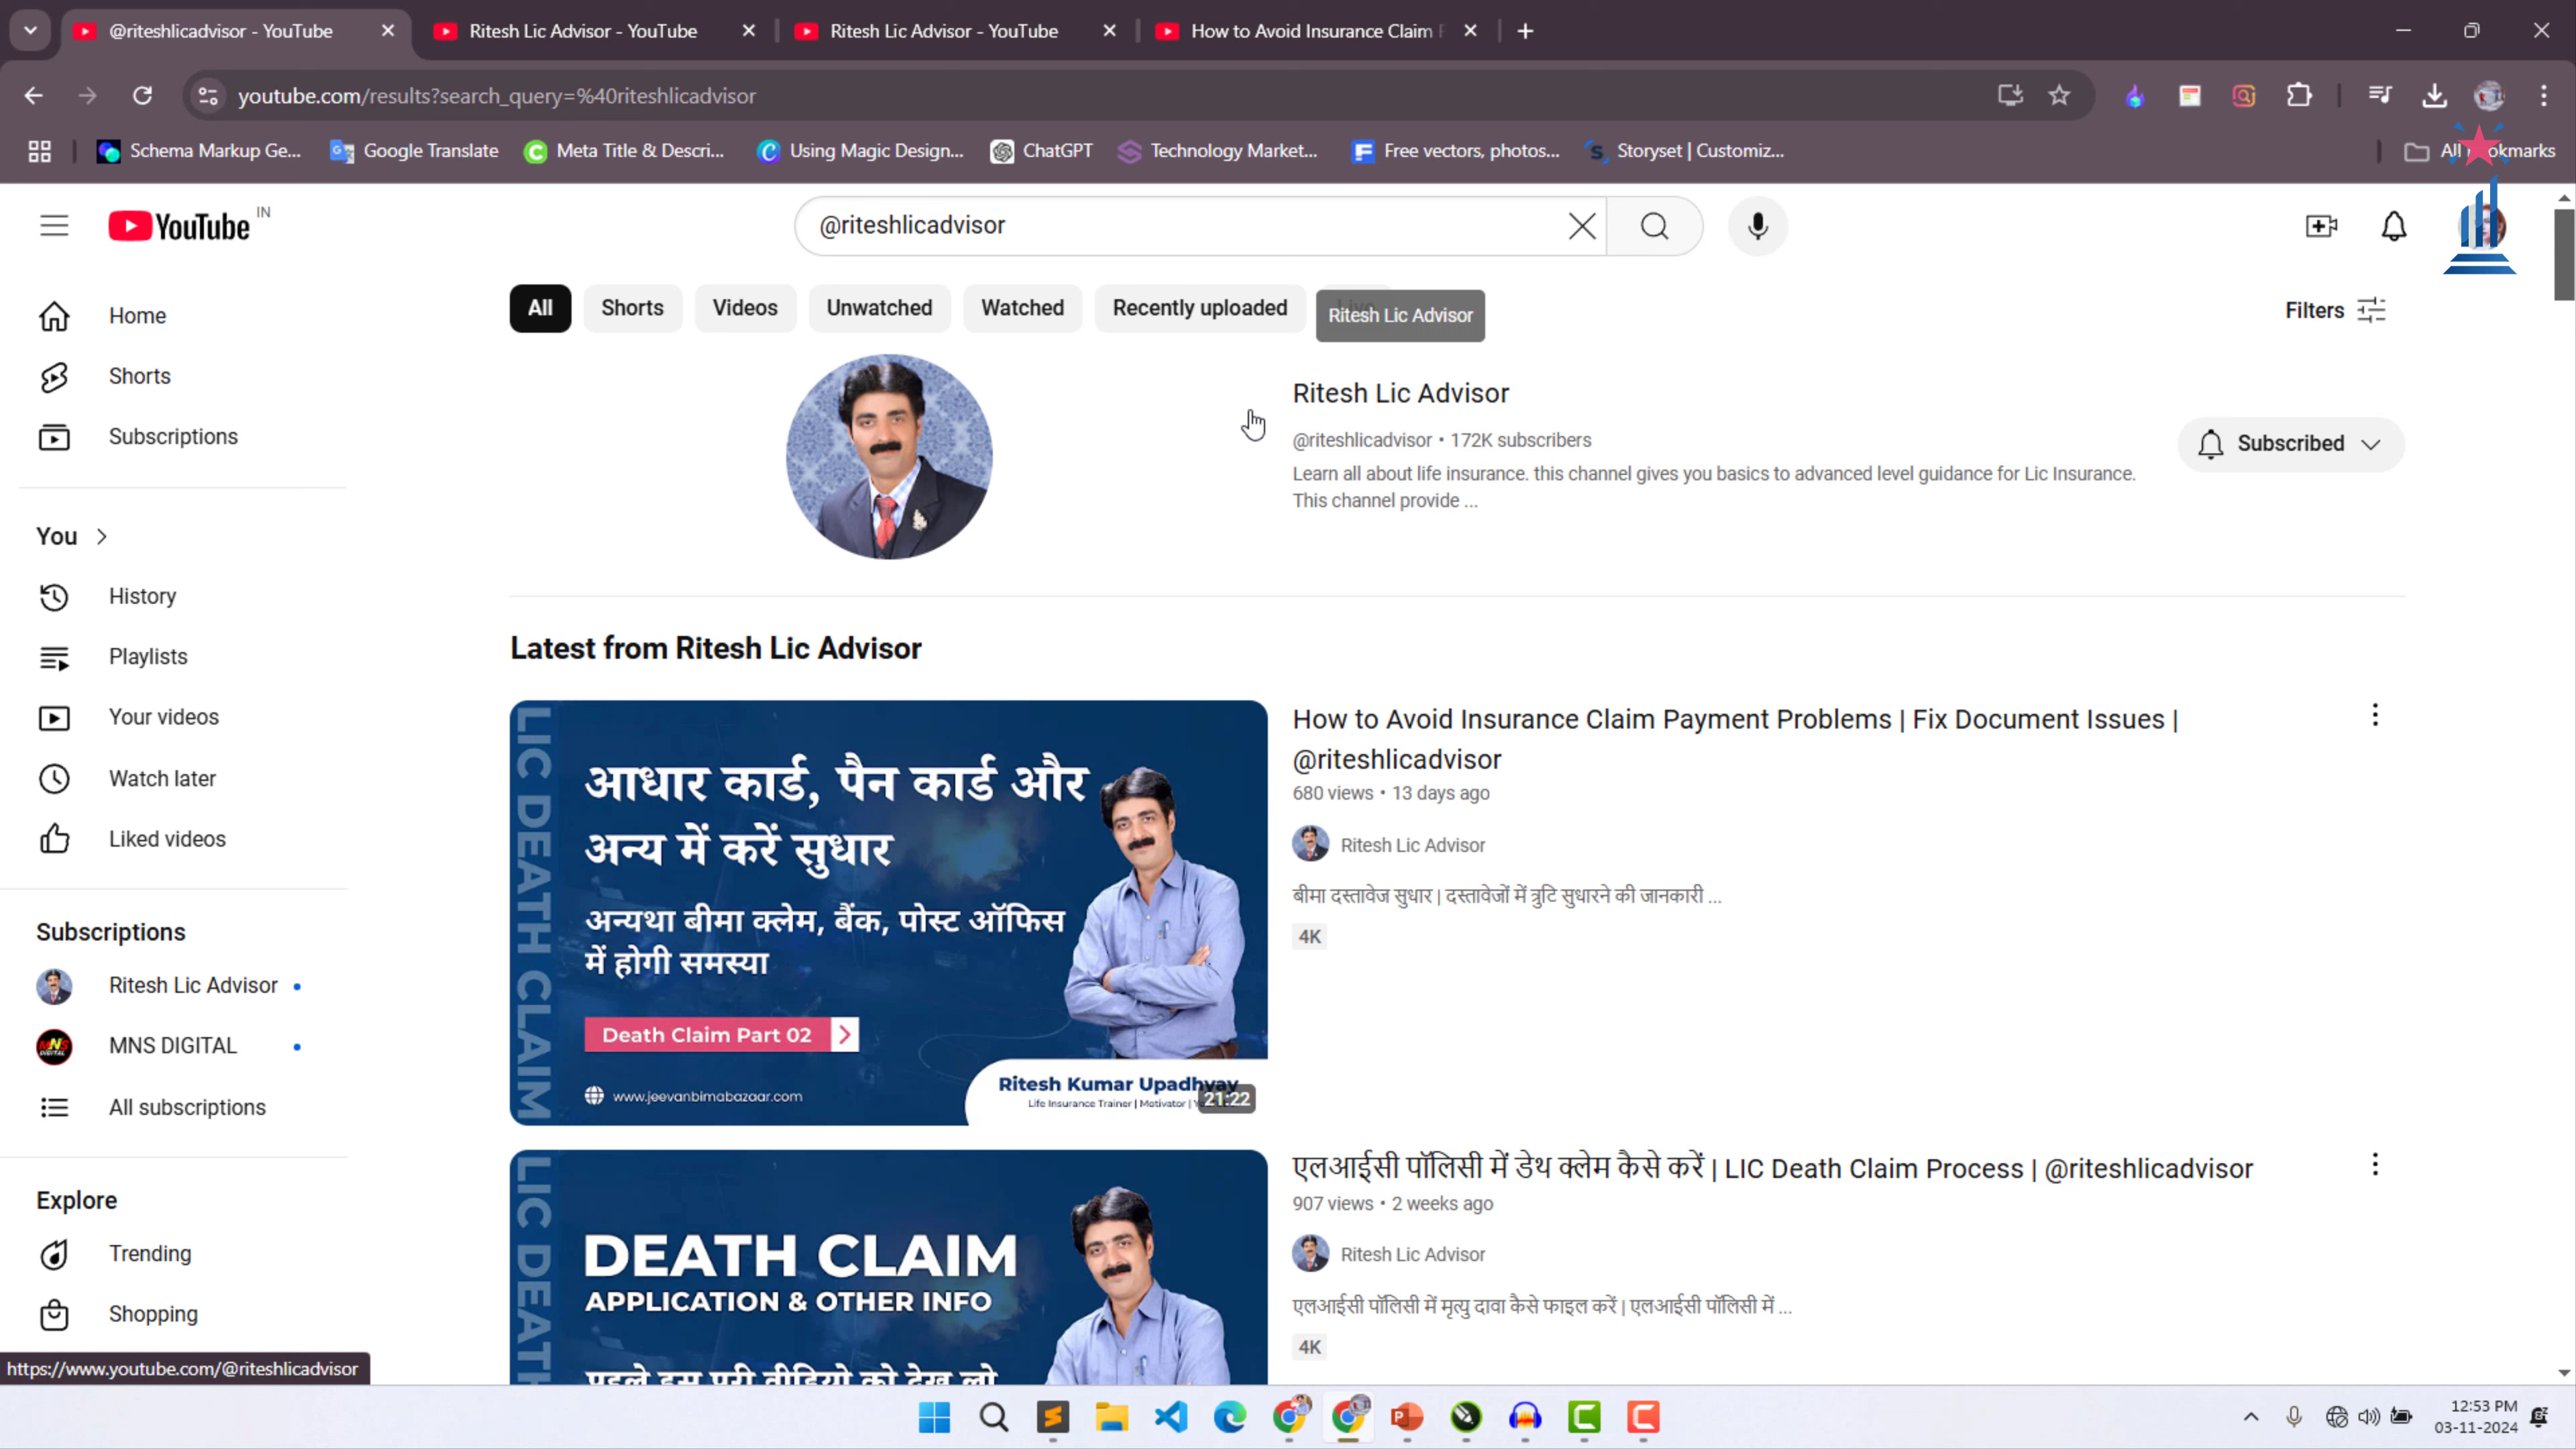 @riteshlicadvisor - YouTube
Ritesh Lic Advisor - YouTube
Ritesh Lic Advisor - YouTube
How to Avoid Insurance Claim
youtube.com/results?search_query=%40riteshlicadvisor
Schema Markup Ge...
Google Translate
Meta Title & Descri...
Using Magic Design...
ChatGPT
Technology Market...
Free vectors, photos...
Storyset | Customiz...
YouTube IN
@riteshlicadvisor
All
Shorts
Videos
Unwatched
Watched
Recently uploaded
Ritesh Lic Advisor
Filters
Home
Shorts
Subscriptions
You
History
Playlists
Your videos
Watch later
Liked videos
Subscriptions
Ritesh Lic Advisor
MNS DIGITAL
All subscriptions
Explore
Trending
Shopping
https://www.youtube.com/@riteshlicadvisor
Ritesh Lic Advisor
@riteshlicadvisor • 172K subscribers
Learn all about life insurance. this channel gives you basics to advanced level guidance for Lic Insurance.
This channel provide ...
Subscribed
Latest from Ritesh Lic Advisor
LIC DEATH CLAIM
आधार कार्ड, पैन कार्ड और
अन्य में करें सुधार
अन्यथा बीमा क्लेम, बैंक, पोस्ट ऑफिस
में होगी समस्या
Death Claim Part 02
www.jeevanbimabazaar.com
Ritesh Kumar Upadhyay
Life Insurance Trainer | Motivator |
21:22
How to Avoid Insurance Claim Payment Problems | Fix Document Issues |
@riteshlicadvisor
680 views • 13 days ago
Ritesh Lic Advisor
बीमा दस्तावेज सुधार | दस्तावेजों में त्रुटि सुधारने की जानकारी ...
4K
LIC DEATH
DEATH CLAIM
APPLICATION & OTHER INFO
पहले इस पूरी वीडियो को देख लो
एलआईसी पॉलिसी में डेथ क्लेम कैसे करें | LIC Death Claim Process | @riteshlicadvisor
907 views • 2 weeks ago
Ritesh Lic Advisor
एलआईसी पॉलिसी में मृत्यु दावा कैसे फाइल करें | एलआईसी पॉलिसी में ...
4K
12:53 PM
03-11-2024